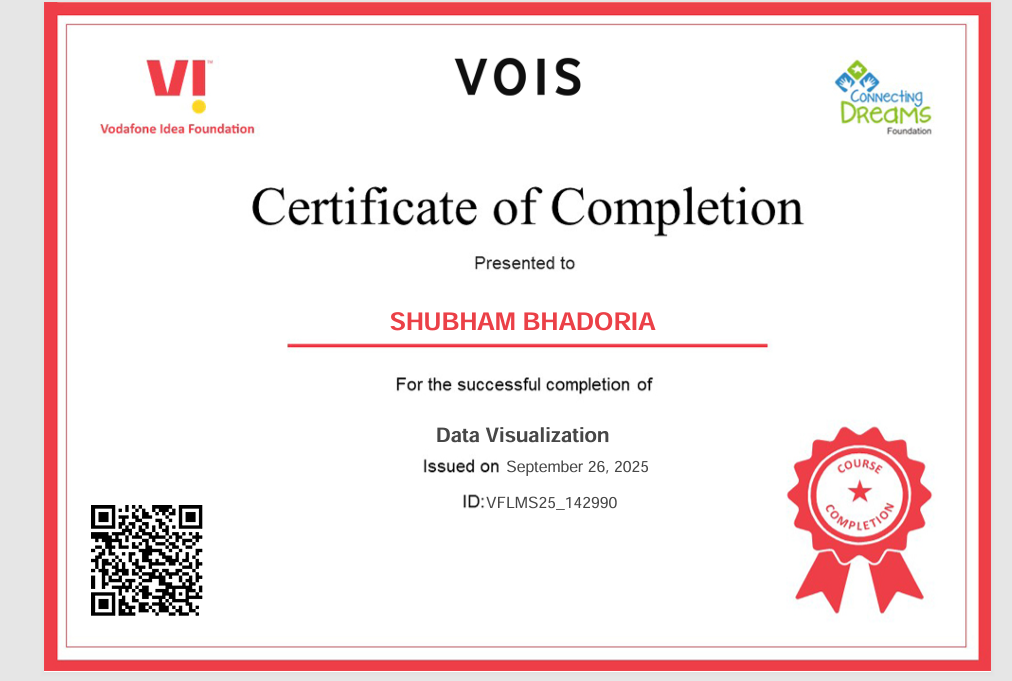 VI
Vodafone Idea Foundation
VOIS
Connecting
Dreams
Foundation
Certificate of Completion
Presented to
SHUBHAM BHADORIA
For the successful completion of
Data Visualization
Issued on September 26, 2025
ID:VFLMS25_142990
COURSE
COMPLETION